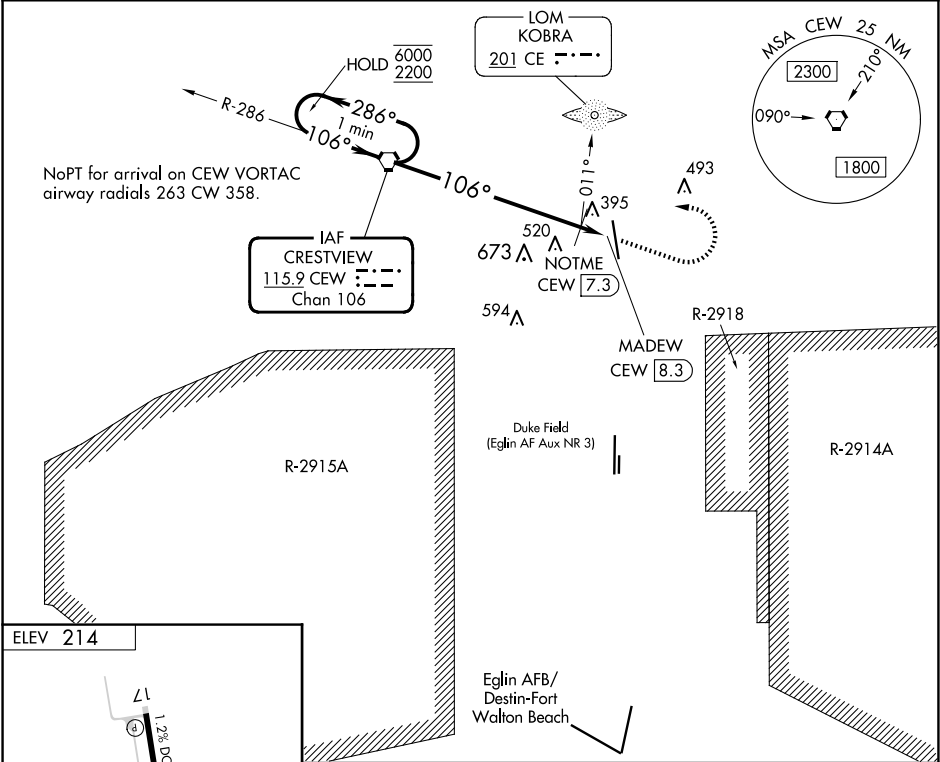 LOM
KOBRA
201 CE
MSA CEW 25 NM
2300
210°
090°
1800
HOLD
6000
2200
R-286
286°
1 min
106°
106°
NoPT for arrival on CEW VORTAC
airway radials 263 CW 358.
IAF
CRESTVIEW
115.9 CEW
Chan 106
011°
493
395
520
673
NOTME
CEW 7.3
594
MADEW
CEW 8.3
R-2918
Duke Field
(Eglin AF Aux NR 3)
R-2915A
R-2914A
ELEV 214
17
P
1.2% DO
Eglin AFB/
Destin-Fort
Walton Beach